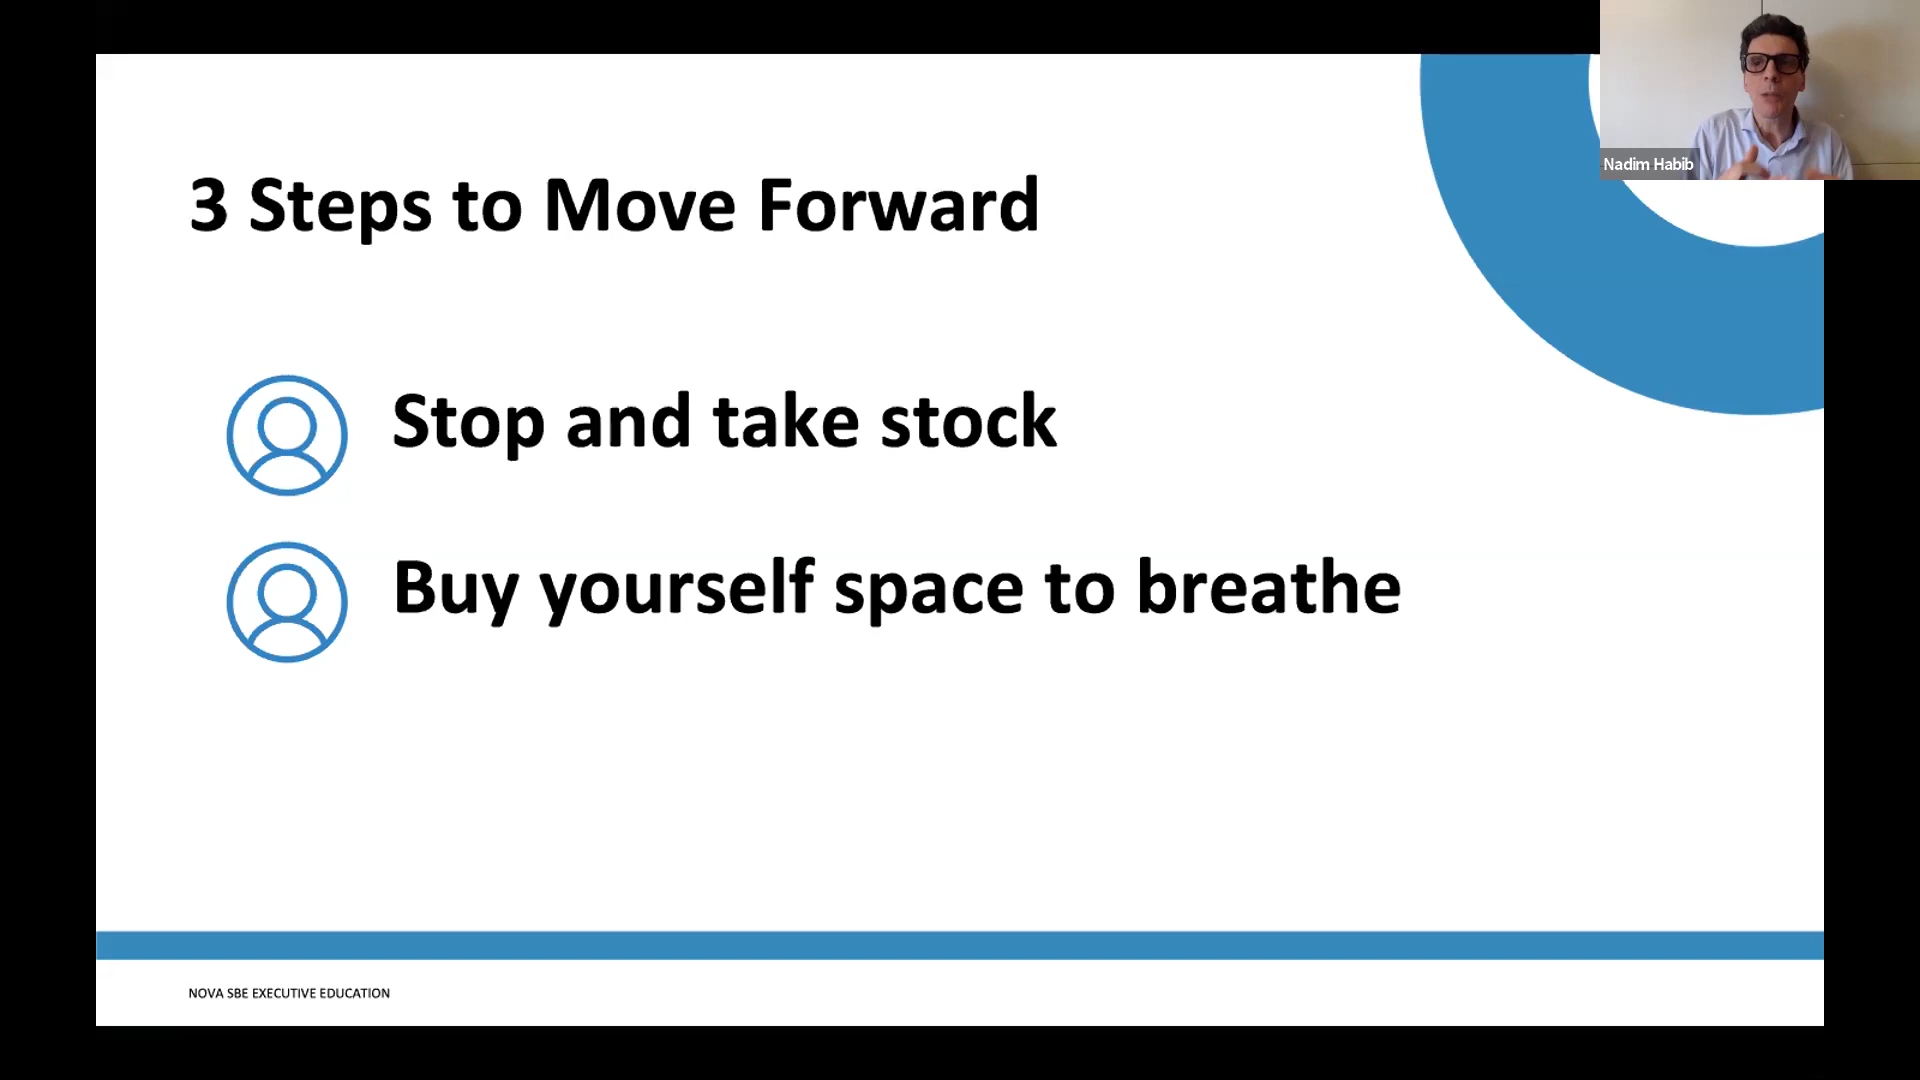 Nadim Habib
3 Steps to Move Forward
Stop and take stock
Buy yourself space to breathe
NOVA SBE EXECUTIVE EDUCATION